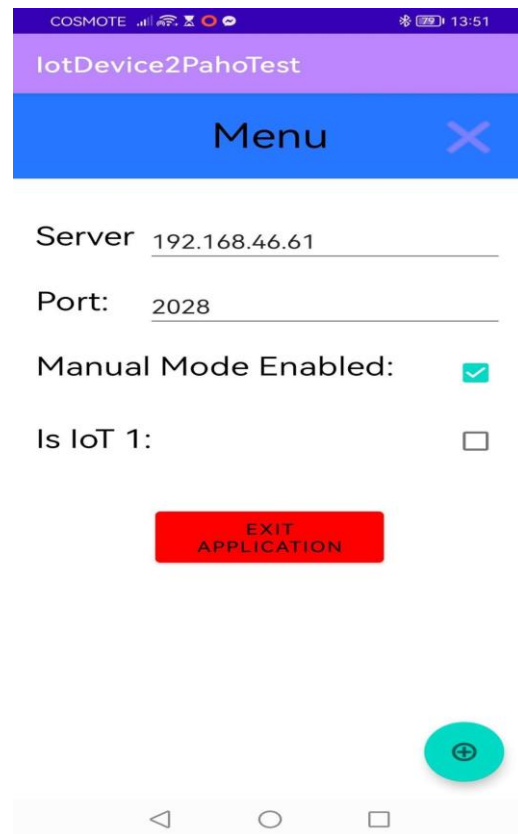 COSMOTE 79 13:51
IotDevice2PahoTest
Menu
Server 192.168.46.61
Port: 2028
Manual Mode Enabled:
Is IoT 1:
EXIT
APPLICATION